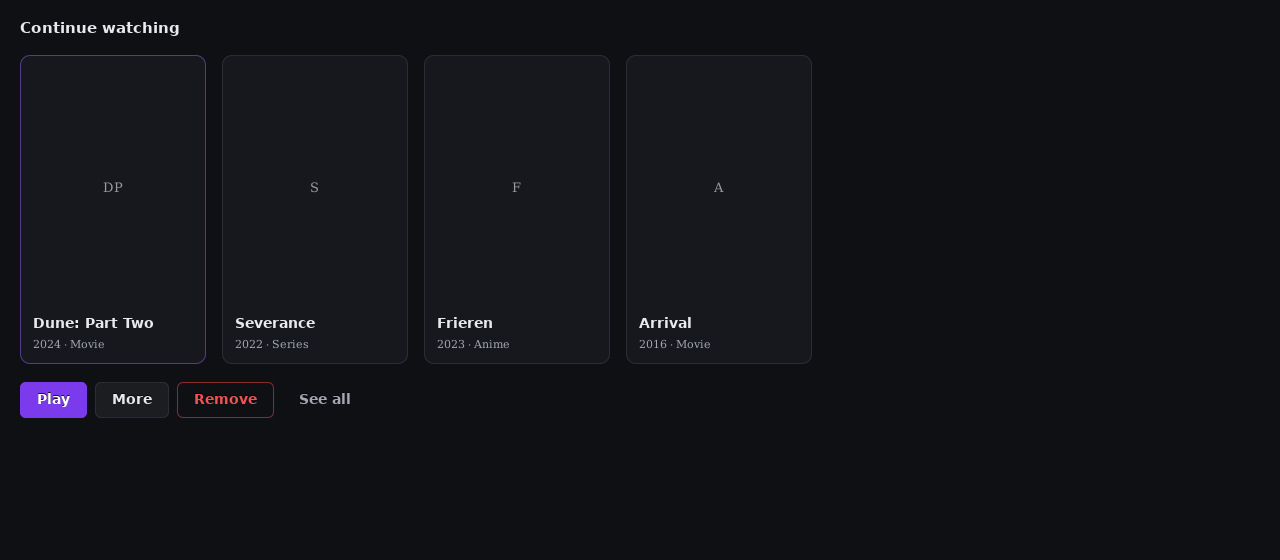 Continue watching
DP
S
F
A
Dune: Part Two
2024 · Movie
Severance
2022 · Series
Frieren
2023 · Anime
Arrival
2016 · Movie
Play
More
Remove
See all